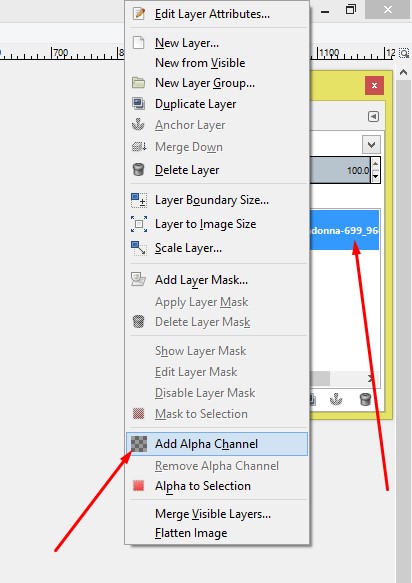 Edit Layer Attributes...
700
800
1100
12
New Layer...
New from Visible
New Layer Group...
Duplicate Layer
Anchor Layer
Merge Down
100.0
Delete Layer
Layer Boundary Size...
Layer to Image Size
donna-699_96
Scale Layer...
Add Layer Mask...
Apply Layer Mask
Delete Layer Mask
Show Layer Mask
Edit Layer Mask
Disable Layer Mask
Mask to Selection
Add Alpha Channel
Remove Alpha Channel
Alpha to Selection
Merge Visible Layers...
Flatten Image